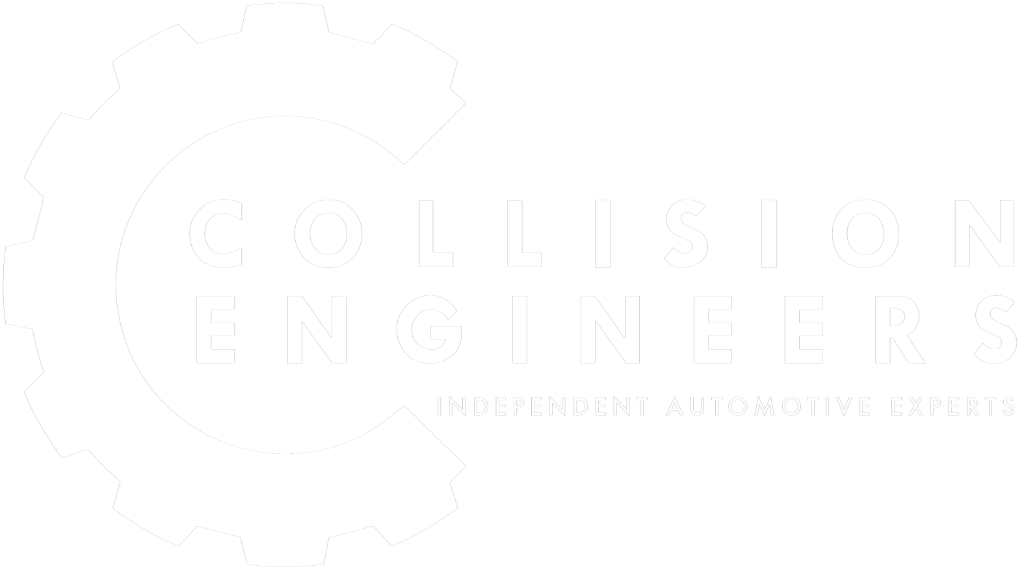 COLLISION
ENGINEERS
INDEPENDENT AUTOMOTIVE EXPERTS